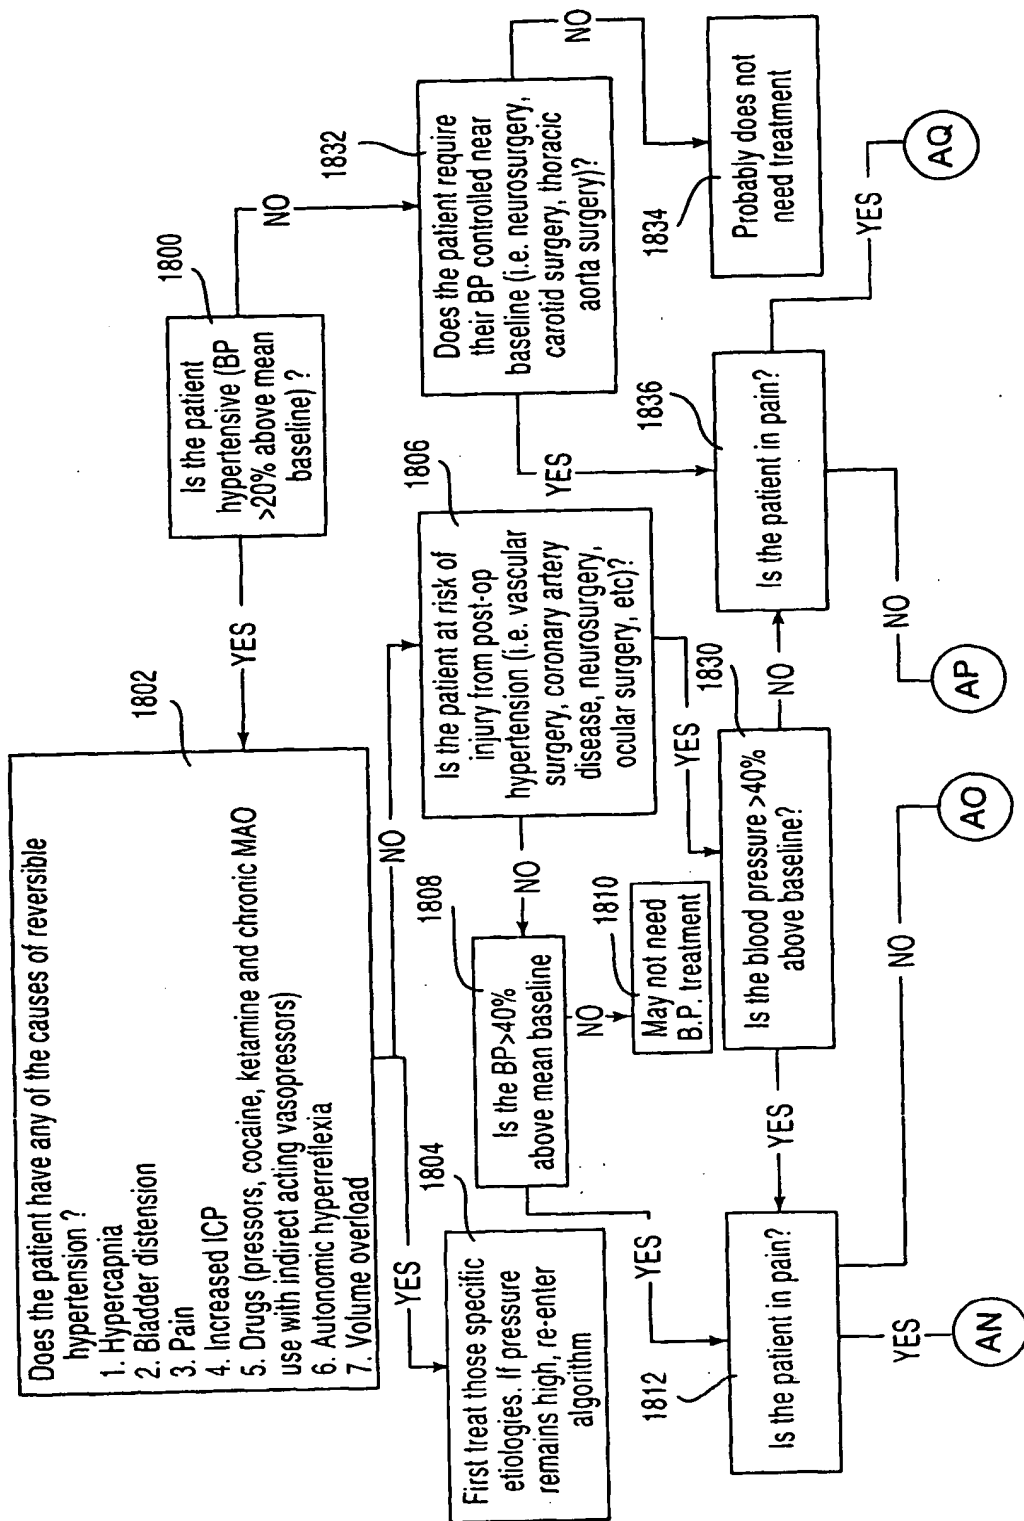 1800
Is the patient
hypertensive (BP
>20% above mean
baseline) ?
YES
NO
1802
Does the patient have any of the causes of reversible
hypertension ?
1. Hypercapnia
2. Bladder distension
3. Pain
4. Increased ICP
5. Drugs (pressors, cocaine, ketamine and chronic MAO
use with indirect acting vasopressors)
6. Autonomic hyperreflexia
7. Volume overload
YES
NO
1804
First treat those specific
etiologies. If pressure
remains high, re-enter
algorithm
1806
Is the patient at risk of
injury from post-op
hypertension (i.e. vascular
surgery, coronary artery
disease, neurosurgery,
ocular surgery, etc)?
NO
YES
1832
Does the patient require
their BP controlled near
baseline (i.e. neurosurgery,
carotid surgery, thoracic
aorta surgery)?
YES
NO
1808
Is the BP>40%
above mean baseline
YES
NO
1810
May not need
B.P. treatment
1834
Probably does not
need treatment
1812
Is the patient in pain?
YES
NO
1830
Is the blood pressure >40%
above baseline?
YES
NO
1836
Is the patient in pain?
NO
YES
AN
AO
AP
AQ